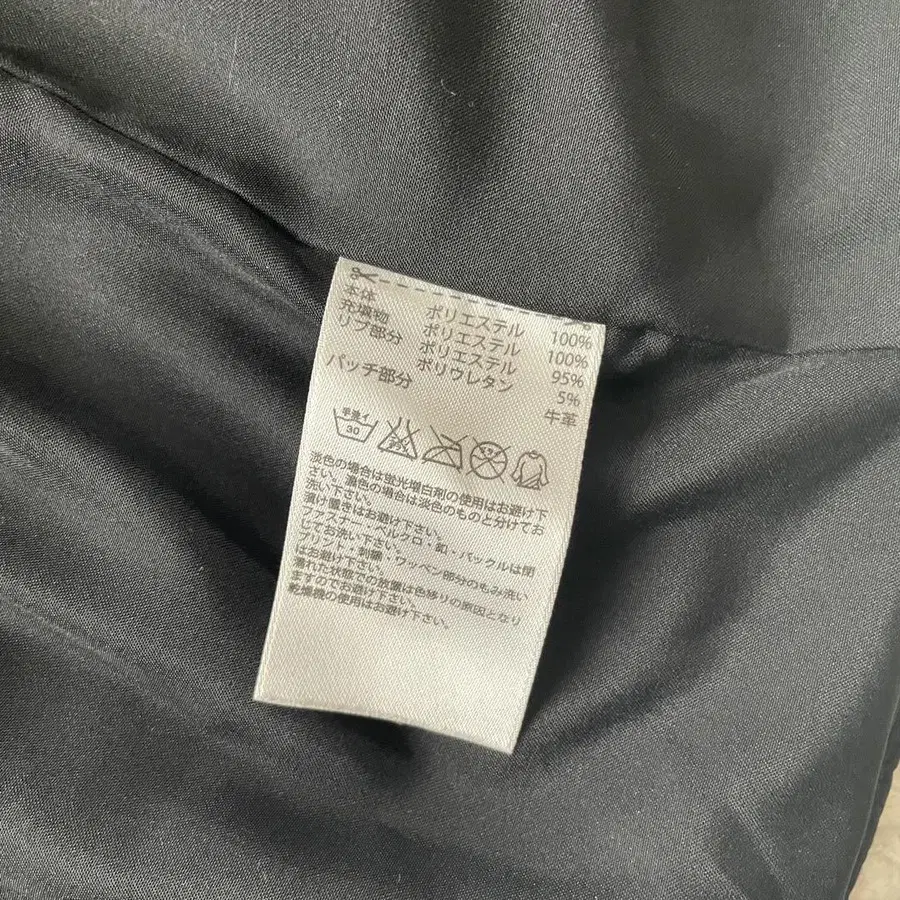 本体 ポリエステル 100%
充填物 ポリエステル 100%
リブ部分 ポリエステル 95%
ポリウレタン 5%
パッチ部分 牛革
手洗イ
30
淡色の場合は蛍光増白剤の使用はお避け下
さい。濃色の場合は淡色のものと分けてお
洗い下さい。
漬け置きはお避け下さい。
ファスナー・ベルクロ・釦・バックルは閉
じてお洗い下さい。
プリント・刺繍・ワッペン部分のもみ洗い
はお避け下さい。
濡れた状態での放置は色移りの原因となり
ますのでお避け下さい。
乾燥機の使用はお避け下さい。